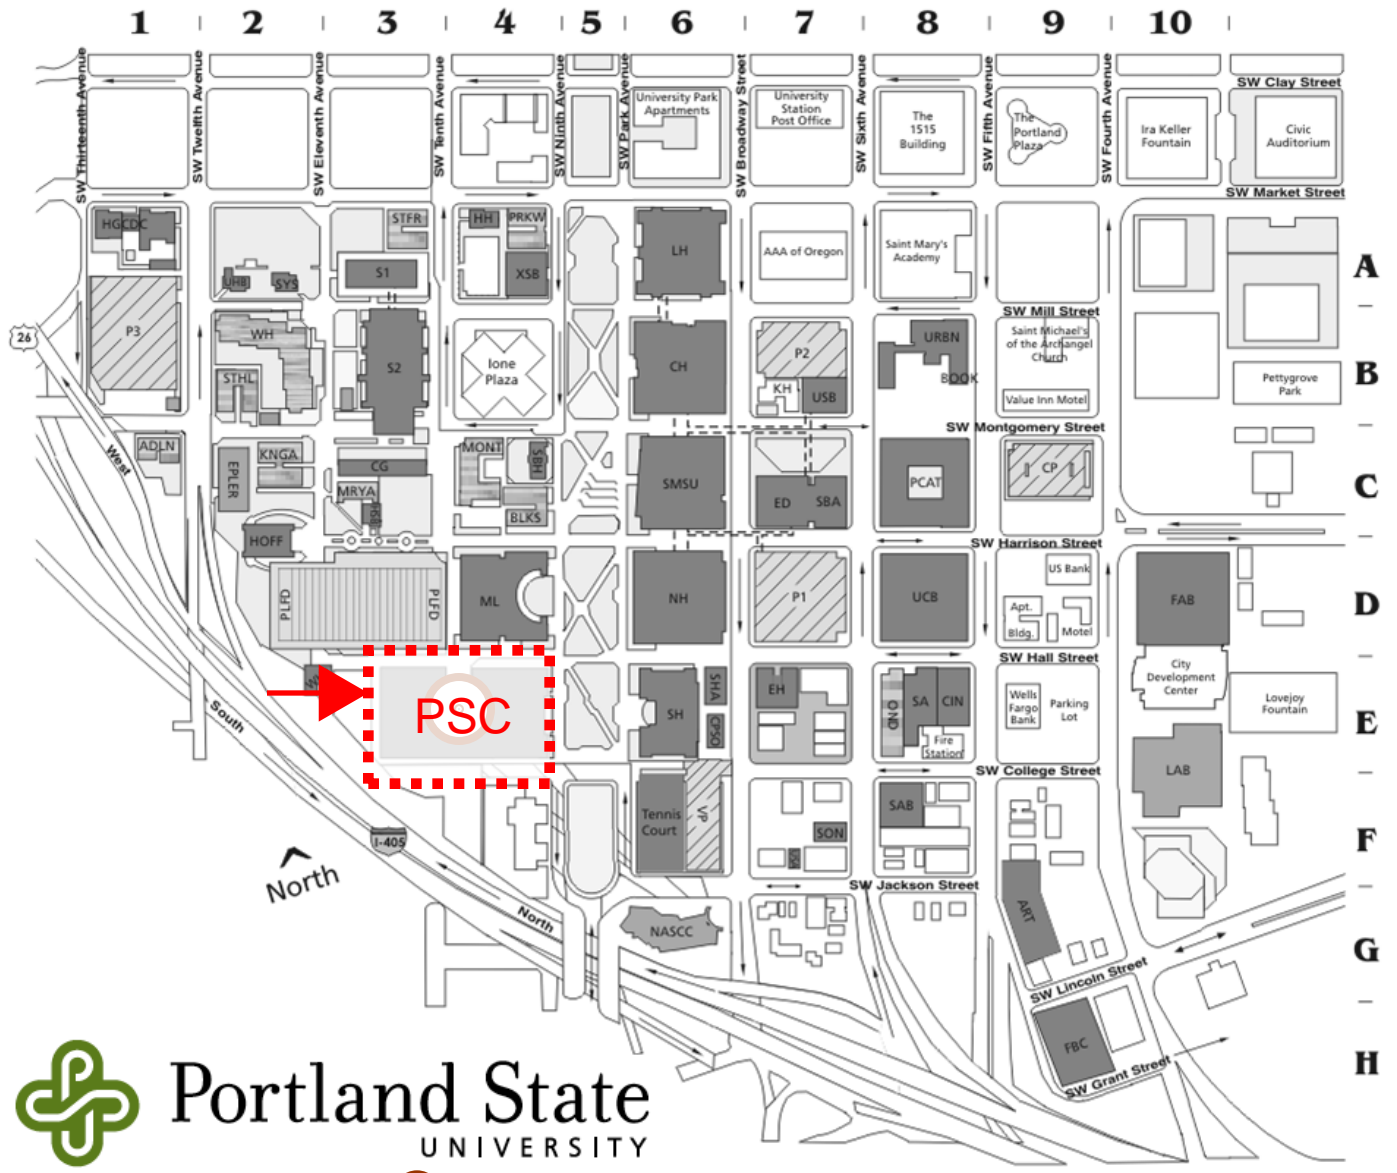 1 2 3 4 5 6 7 8 9 10
SW Clay Street
SW Thirteenth Avenue
SW Twelfth Avenue
SW Eleventh Avenue
SW Tenth Avenue
SW Ninth Avenue
SW Park Avenue
SW Broadway Street
SW Sixth Avenue
SW Fifth Avenue
SW Fourth Avenue
University Park
Apartments
University
Station
Post Office
The
1515
Building
The
Portland
Plaza
Ira Keller
Fountain
Civic
Auditorium
SW Market Street
HGCDC
STFR
HH
PRKW
UHB
SYS
S1
XSB
LH
AAA of Oregon
Saint Mary's
Academy
A
SW Mill Street
26
P3
WH
STHL
S2
Ione
Plaza
CH
P2
KH
USB
URBN
BOOK
Saint Michael's
of the Archangel
Church
Value Inn Motel
Pettygrove
Park
B
SW Montgomery Street
West
ADLN
EPLER
KNGA
CG
MRYA
MONT
SBH
BLKS
SMSU
ED
SBA
PCAT
CP
C
HOFF
SW Harrison Street
PLFD
PLFD
ML
NH
P1
UCB
US Bank
Apt.
Bldg.
Motel
FAB
D
SW Hall Street
City
Development
Center
PSC
SH
SHA
CPSO
EH
OND
SA
CIN
Fire
Station
Wells
Fargo
Bank
Parking
Lot
Lovejoy
Fountain
E
South
SW College Street
LAB
I-405
North
Tennis
Court
VP
SON
USA
SAB
F
SW Jackson Street
North
NASCC
ART
G
SW Lincoln Street
FBC
SW Grant Street
H
Portland State
UNIVERSITY